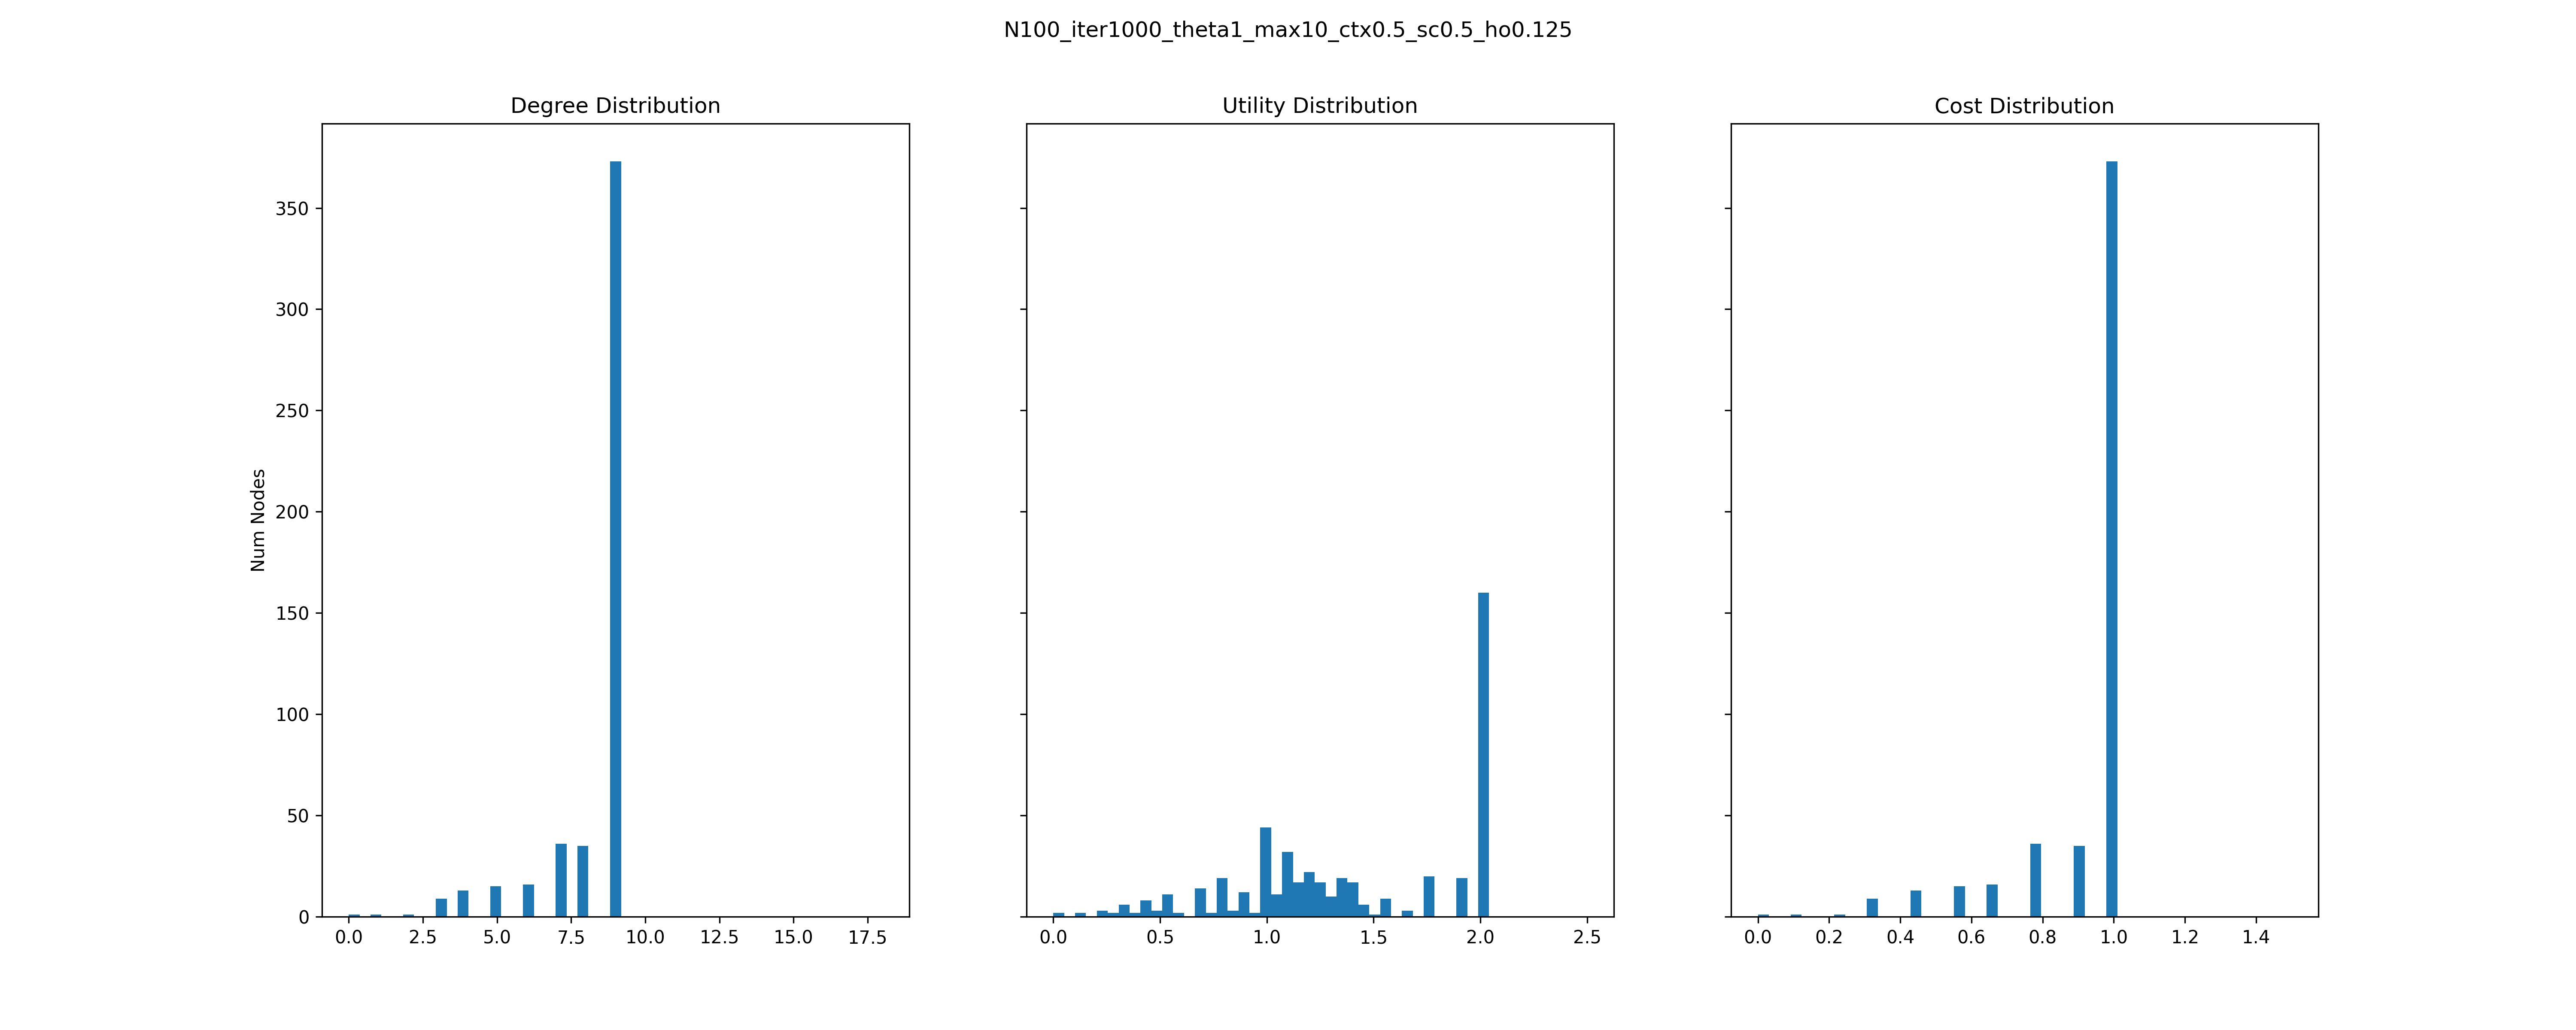 N100_iter1000_theta1_max10_ctx0.5_sc0.5_ho0.125
Degree Distribution
Num Nodes
350
300
250
200
150
100
50
0
0.0 2.5 5.0 7.5 10.0 12.5 15.0 17.5
Utility Distribution
0.0 0.5 1.0 1.5 2.0 2.5
Cost Distribution
0.0 0.2 0.4 0.6 0.8 1.0 1.2 1.4